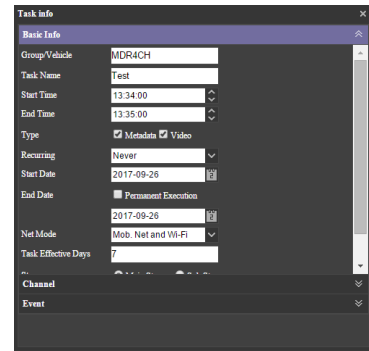 Task info
Basic Info
Group/Vehicle MDR4CH
Task Name Test
Start Time 13:34:00
End Time 13:35:00
Type Metadata Video
Recurring Never
Start Date 2017-09-26
End Date Permanent Execution
2017-09-26
Net Mode Mob. Net and Wi-Fi
Task Effective Days 7
Channel
Event